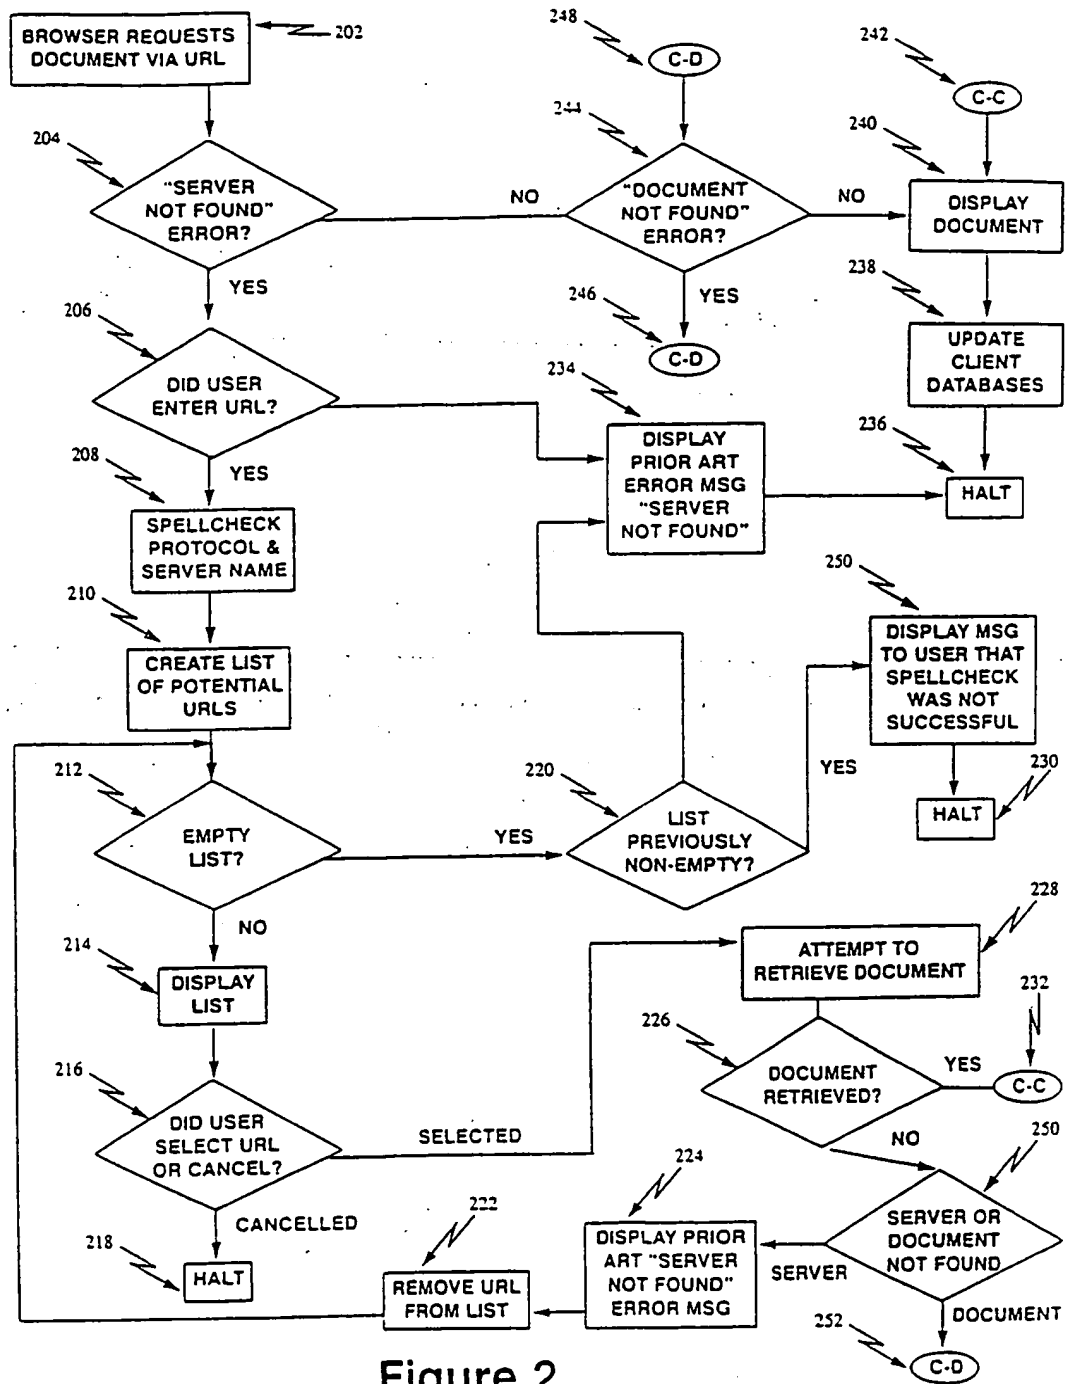 BROWSER REQUESTS
DOCUMENT VIA URL
202
204
"SERVER
NOT FOUND"
ERROR?
NO
YES
248
C-D
244
"DOCUMENT
NOT FOUND"
ERROR?
NO
YES
246
C-D
242
C-C
240
DISPLAY
DOCUMENT
238
UPDATE
CLIENT
DATABASES
236
HALT
206
DID USER
ENTER URL?
YES
234
DISPLAY
PRIOR ART
ERROR MSG
"SERVER
NOT FOUND"
208
SPELLCHECK
PROTOCOL &
SERVER NAME
210
CREATE LIST
OF POTENTIAL
URLS
212
EMPTY
LIST?
YES
NO
220
LIST
PREVIOUSLY
NON-EMPTY?
YES
250
DISPLAY MSG
TO USER THAT
SPELLCHECK
WAS NOT
SUCCESSFUL
230
HALT
214
DISPLAY
LIST
216
DID USER
SELECT URL
OR CANCEL?
SELECTED
CANCELLED
218
HALT
228
ATTEMPT TO
RETRIEVE DOCUMENT
226
DOCUMENT
RETRIEVED?
YES
232
C-C
NO
250
SERVER OR
DOCUMENT
NOT FOUND
SERVER
DOCUMENT
252
C-D
224
DISPLAY PRIOR
ART "SERVER
NOT FOUND"
ERROR MSG
222
REMOVE URL
FROM LIST
Figure 2